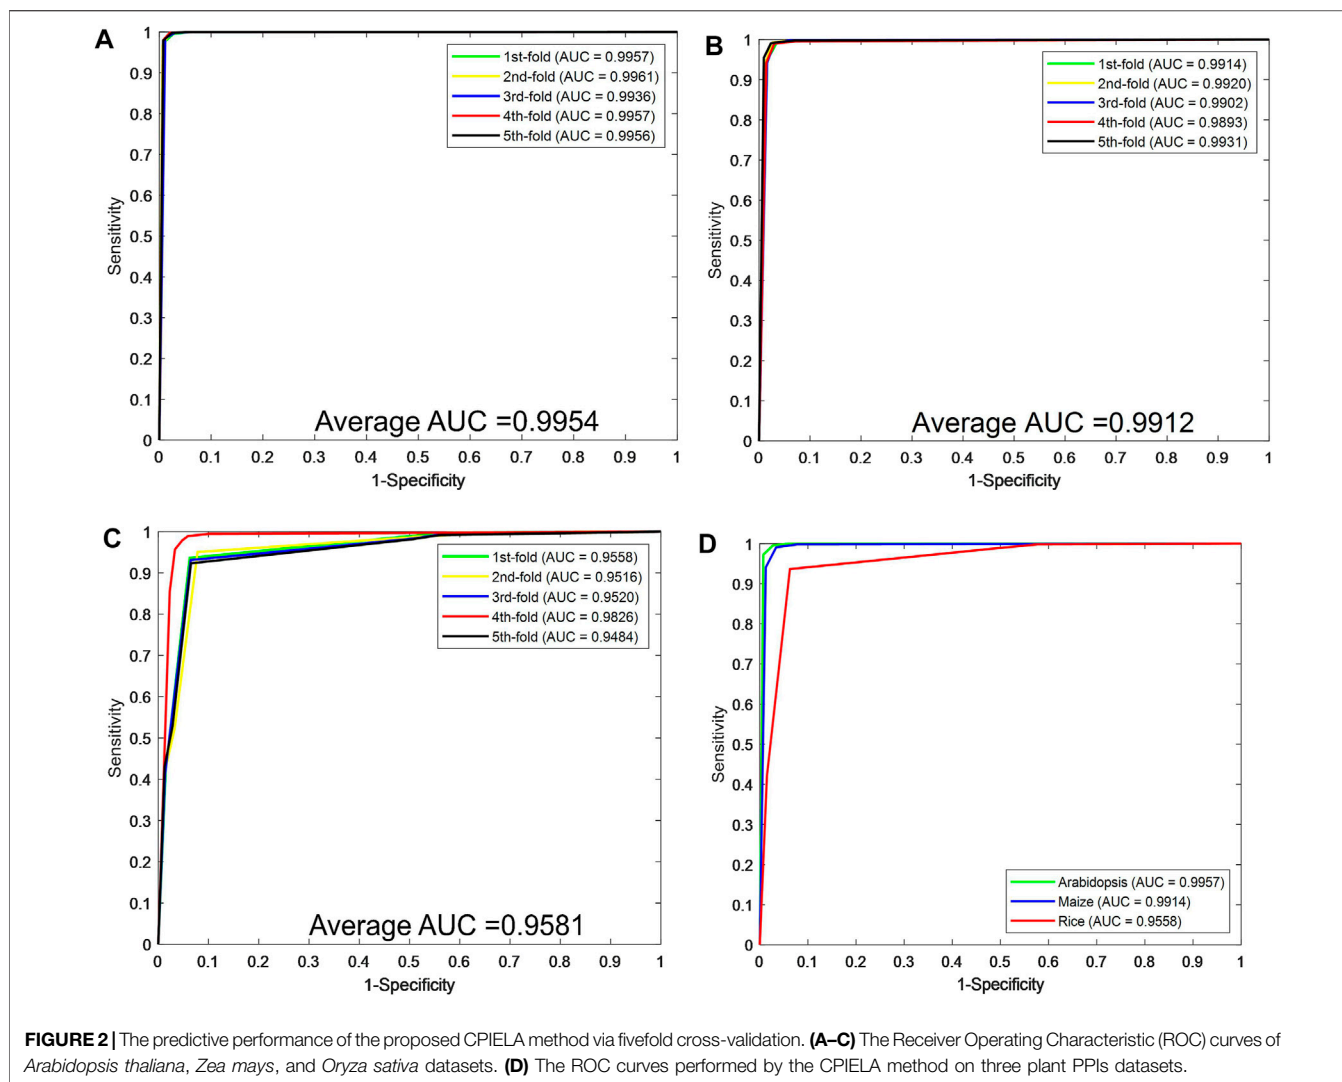 A
1
0.9
0.8
0.7
0.6
0.5
0.4
0.3
0.2
0.1
0
Sensitivity
1st-fold (AUC = 0.9957)
2nd-fold (AUC = 0.9961)
3rd-fold (AUC = 0.9936)
4th-fold (AUC = 0.9957)
5th-fold (AUC = 0.9956)
Average AUC =0.9954
0 0.1 0.2 0.3 0.4 0.5 0.6 0.7 0.8 0.9 1
1-Specificity
B
1
0.9
0.8
0.7
0.6
0.5
0.4
0.3
0.2
0.1
0
Sensitivity
1st-fold (AUC = 0.9914)
2nd-fold (AUC = 0.9920)
3rd-fold (AUC = 0.9902)
4th-fold (AUC = 0.9893)
5th-fold (AUC = 0.9931)
Average AUC =0.9912
0 0.1 0.2 0.3 0.4 0.5 0.6 0.7 0.8 0.9 1
1-Specificity
C
1
0.9
0.8
0.7
0.6
0.5
0.4
0.3
0.2
0.1
0
Sensitivity
1st-fold (AUC = 0.9558)
2nd-fold (AUC = 0.9516)
3rd-fold (AUC = 0.9520)
4th-fold (AUC = 0.9826)
5th-fold (AUC = 0.9484)
Average AUC =0.9581
0 0.1 0.2 0.3 0.4 0.5 0.6 0.7 0.8 0.9 1
1-Specificity
D
1
0.9
0.8
0.7
0.6
0.5
0.4
0.3
0.2
0.1
0
Sensitivity
Arabidopsis (AUC = 0.9957)
Maize (AUC = 0.9914)
Rice (AUC = 0.9558)
0 0.1 0.2 0.3 0.4 0.5 0.6 0.7 0.8 0.9 1
1-Specificity
FIGURE 2 | The predictive performance of the proposed CPIELA method via fivefold cross-validation. (A–C) The Receiver Operating Characteristic (ROC) curves of
Arabidopsis thaliana, Zea mays, and Oryza sativa datasets. (D) The ROC curves performed by the CPIELA method on three plant PPIs datasets.